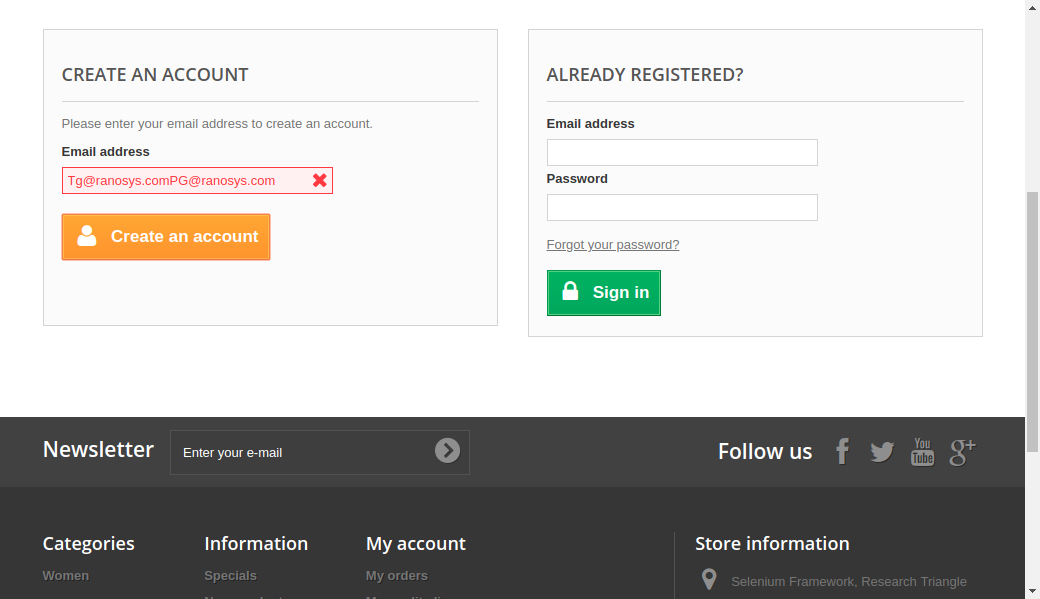 CREATE AN ACCOUNT
Please enter your email address to create an account.
Email address
Tg@ranosys.comPG@ranosys.com
Create an account
ALREADY REGISTERED?
Email address
Password
Forgot your password?
Sign in
Newsletter
Enter your e-mail
Follow us
You
Tube
Categories
Women
Information
Specials
My account
My orders
Store information
Selenium Framework, Research Triangle